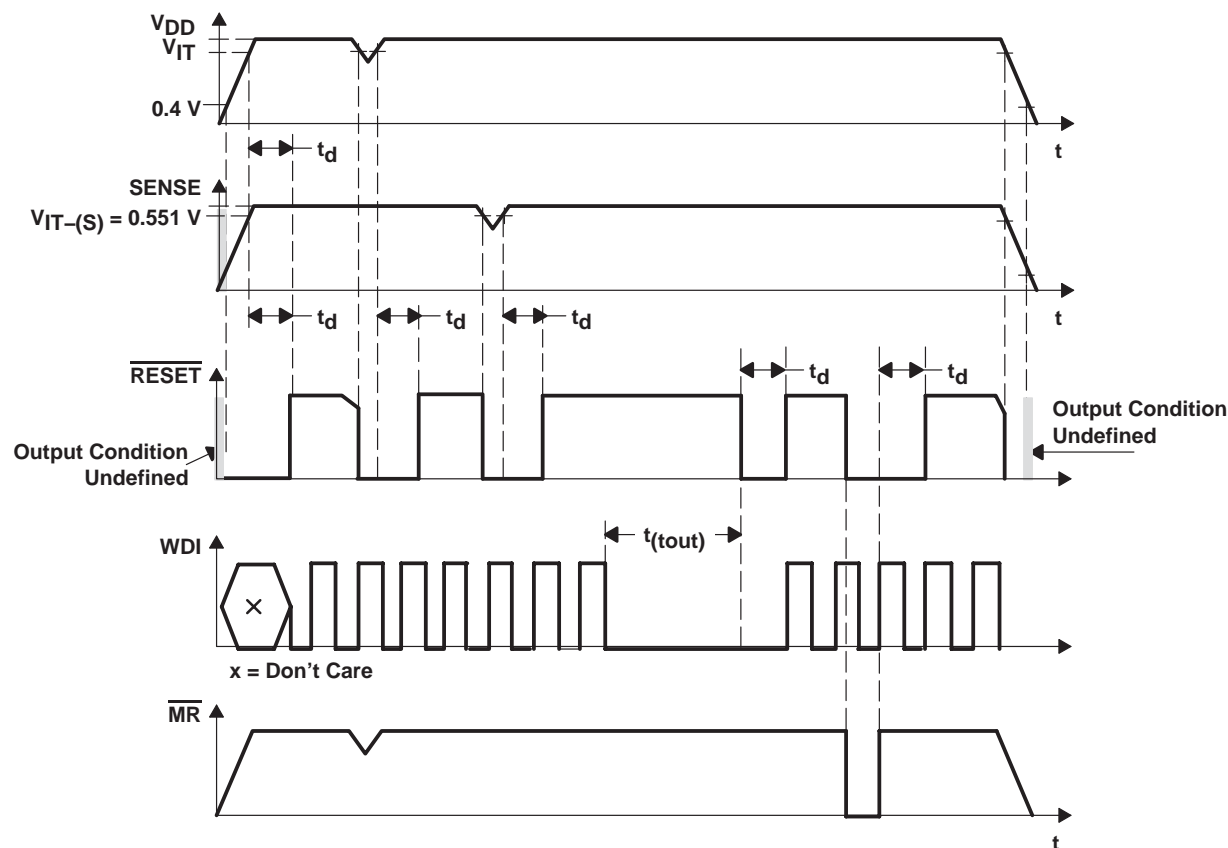 VDD
VIT
0.4 V
td
t
SENSE
VIT–(S) = 0.551 V
td
td
td
t
RESET
td
td
Output Condition
Undefined
Output Condition
Undefined
WDI
t(tout)
x
x = Don't Care
MR
t